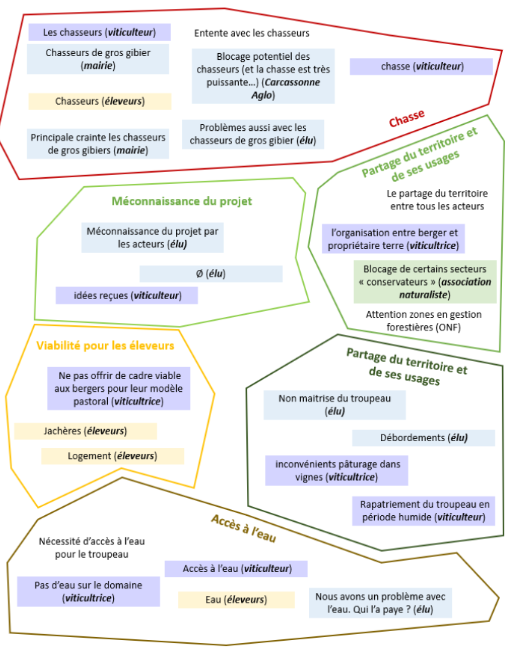 Les chasseurs (viticulteur)
Entente avec les chasseurs
Chasseurs de gros gibier
(mairie)
Blocage potentiel des
chasseurs (et la chasse est très
puissante...) (Carcassonne
Aglo)
chasse (viticulteur)
Chasseurs (éleveurs)
Chasse
Principale crainte les chasseurs
de gros gibiers (mairie)
Problèmes aussi avec les
chasseurs de gros gibier (élu)
Partage du territoire et
de ses usages
Le partage du territoire
entre tous les acteurs
l'organisation entre berger et
propriétaire terre (viticultrice)
Blocage de certains secteurs
« conservateurs » (association
naturaliste)
Attention zones en gestion
forestières (ONF)
Méconnaissance du projet
Méconnaissance du projet par
les acteurs (élu)
Ø (élu)
idées reçues (viticulteur)
Viabilité pour les éleveurs
Ne pas offrir de cadre viable
aux bergers pour leur modèle
pastoral (viticultrice)
Jachères (éleveurs)
Logement (éleveurs)
Partage du territoire et
de ses usages
Non maitrise du troupeau
(élu)
Débordements (élu)
inconvénients pâturage dans
vignes (viticultrice)
Rapatriement du troupeau en
période humide (viticulteur)
Accès à l'eau
Nécessité d'accès à l'eau
pour le troupeau
Accès à l'eau (viticulteur)
Pas d'eau sur le domaine
(viticultrice)
Eau (éleveurs)
Nous avons un problème avec
l'eau. Qui l'a paye ? (élu)